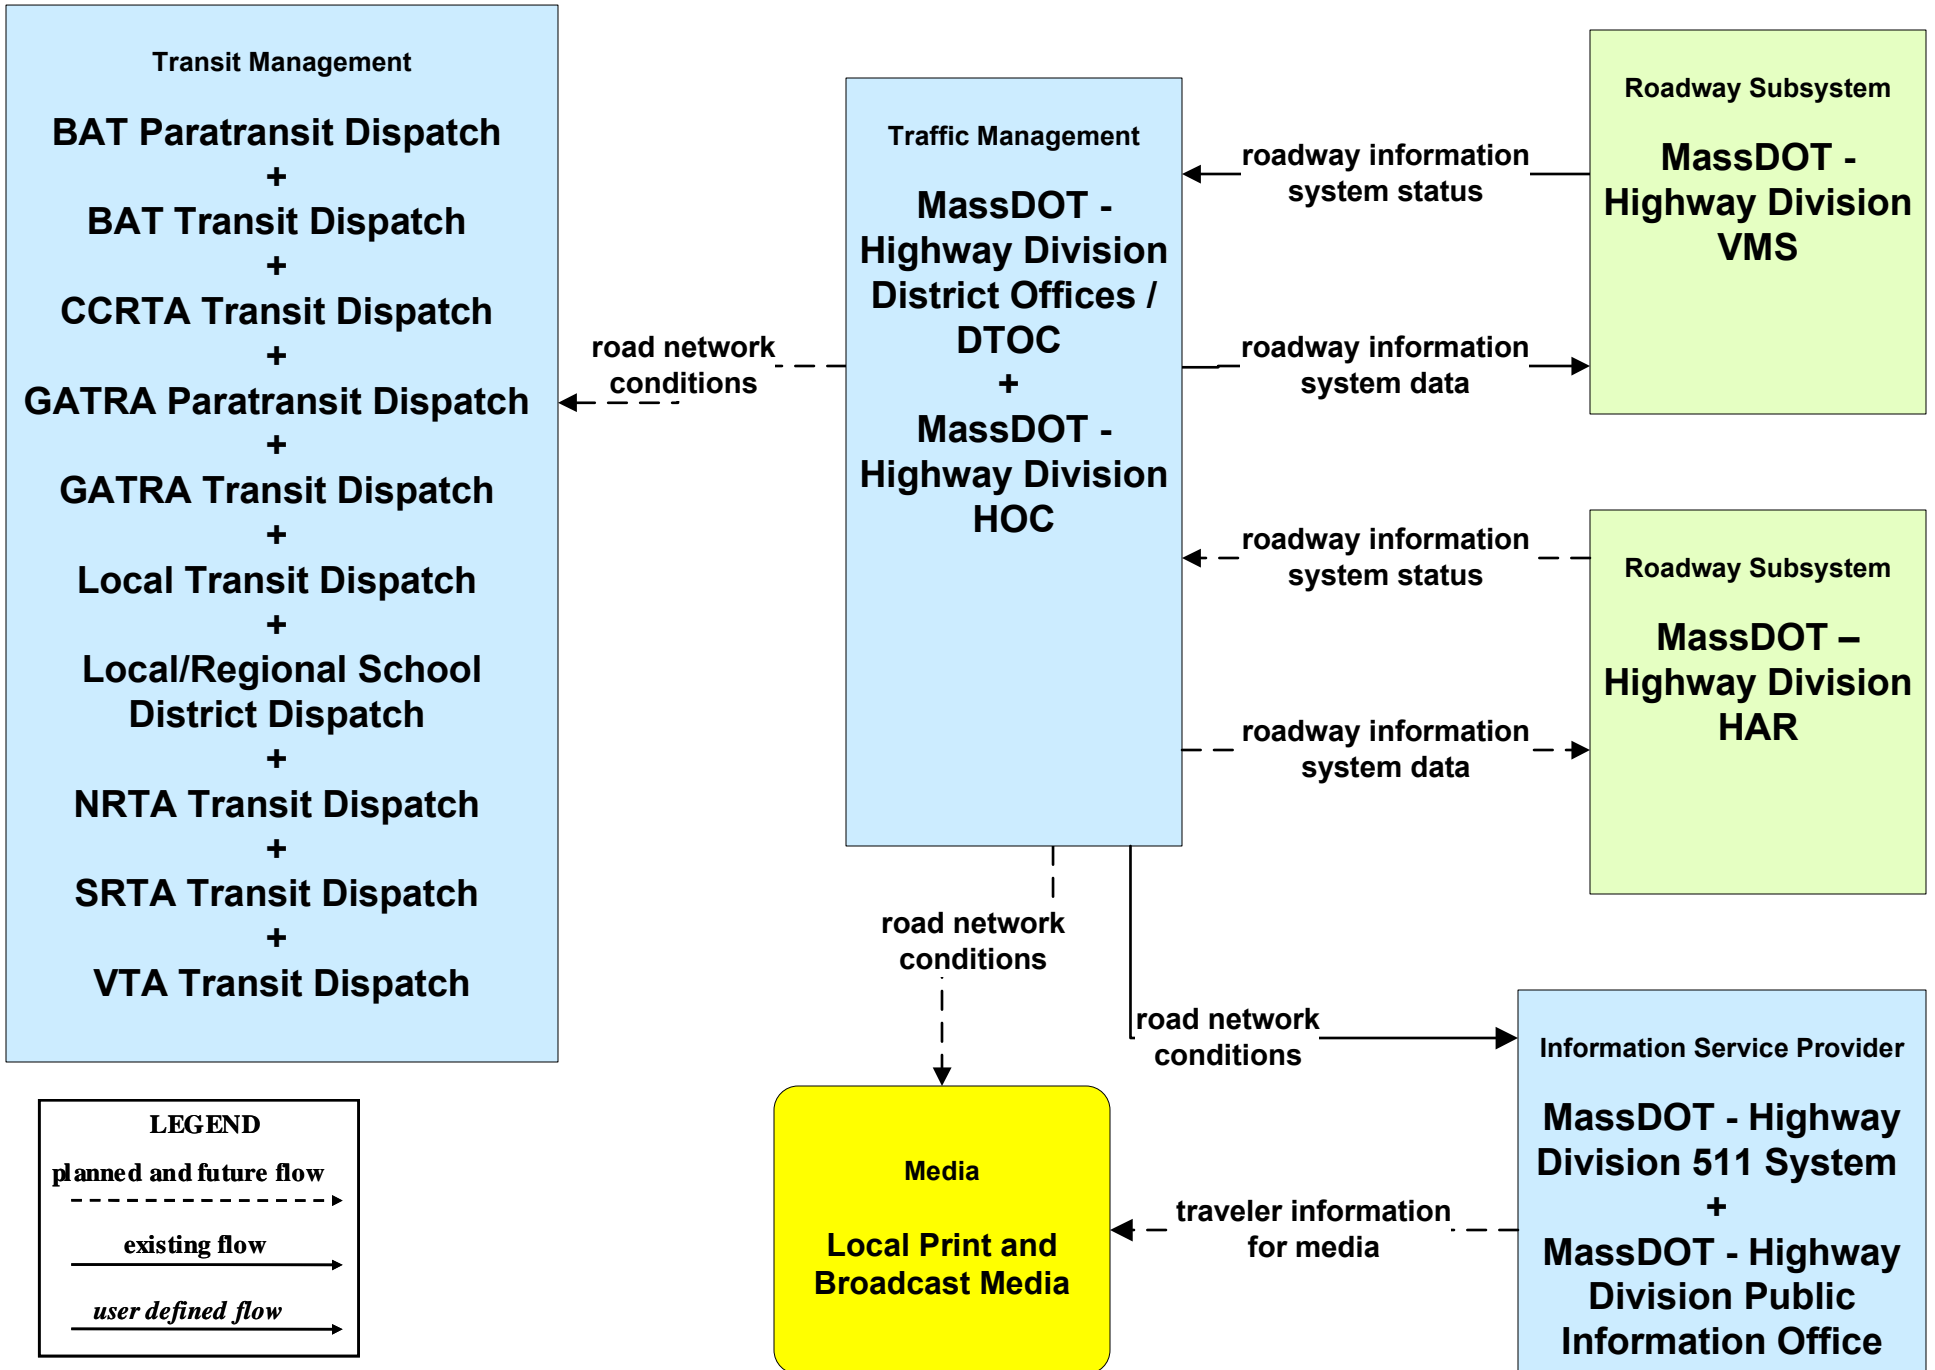 Transit Management
BAT Paratransit Dispatch
+
BAT Transit Dispatch
+
CCRTA Transit Dispatch
+
GATRA Paratransit Dispatch
+
GATRA Transit Dispatch
+
Local Transit Dispatch
+
Local/Regional School
District Dispatch
+
NRTA Transit Dispatch
+
SRTA Transit Dispatch
+
VTA Transit Dispatch
road network
conditions
Traffic Management
MassDOT -
Highway Division
District Offices /
DTOC
+
MassDOT -
Highway Division
HOC
roadway information
system status
roadway information
system data
roadway information
system status
roadway information
system data
Roadway Subsystem
MassDOT -
Highway Division
VMS
Roadway Subsystem
MassDOT –
Highway Division
HAR
road network
conditions
road network
conditions
Information Service Provider
MassDOT - Highway
Division 511 System
+
MassDOT - Highway
Division Public
Information Office
traveler information
for media
Media
Local Print and
Broadcast Media
LEGEND
planned and future flow
existing flow
user defined flow